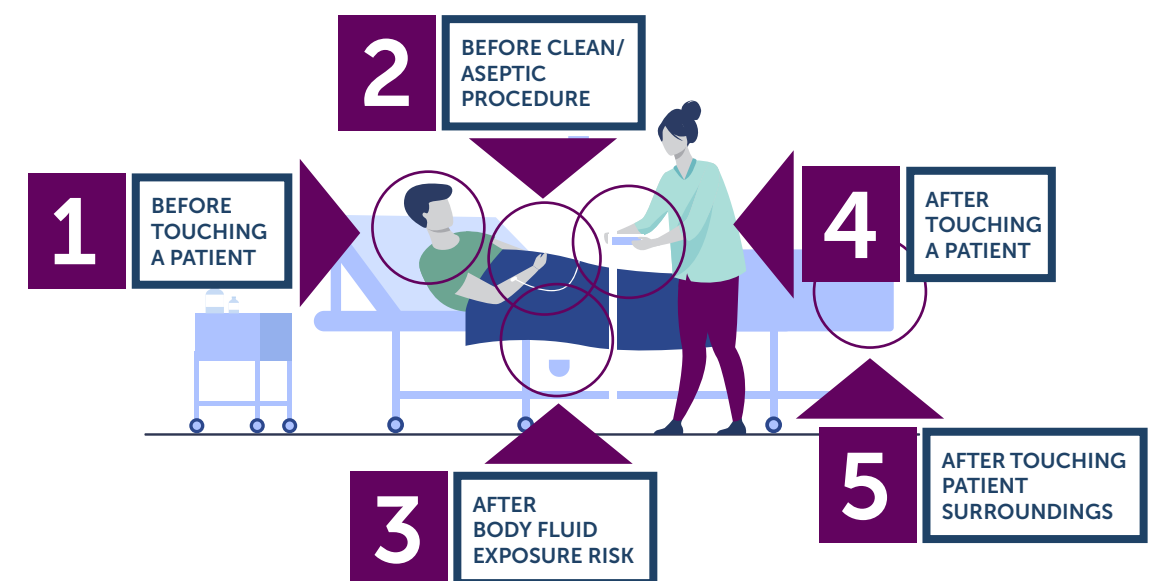 1
BEFORE
TOUCHING
A PATIENT
2
BEFORE CLEAN/
ASEPTIC
PROCEDURE
3
AFTER
BODY FLUID
EXPOSURE RISK
4
AFTER
TOUCHING
A PATIENT
5
AFTER TOUCHING
PATIENT
SURROUNDINGS